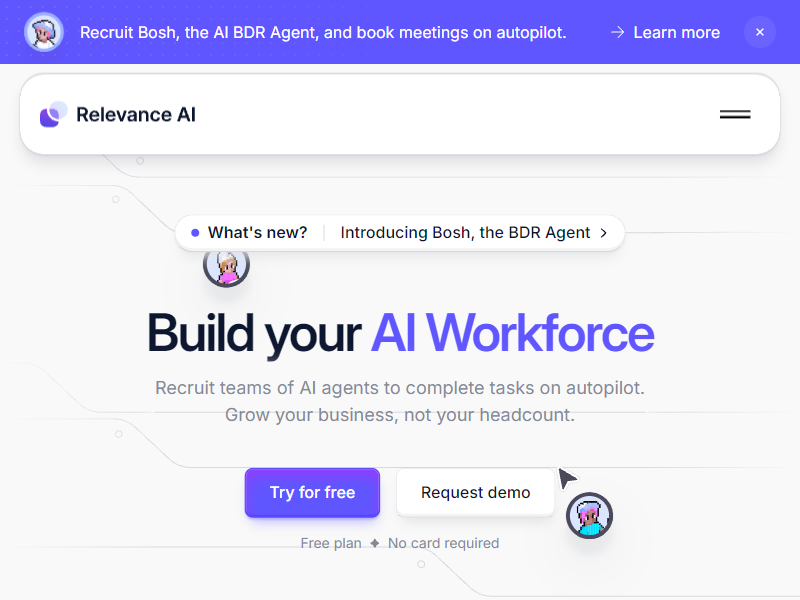 Recruit Bosh, the AI BDR Agent, and book meetings on autopilot. → Learn more ×
Relevance AI
What's new? Introducing Bosh, the BDR Agent >
Build your AI Workforce
Recruit teams of AI agents to complete tasks on autopilot.
Grow your business, not your headcount.
Try for free Request demo
Free plan ✦ No card required